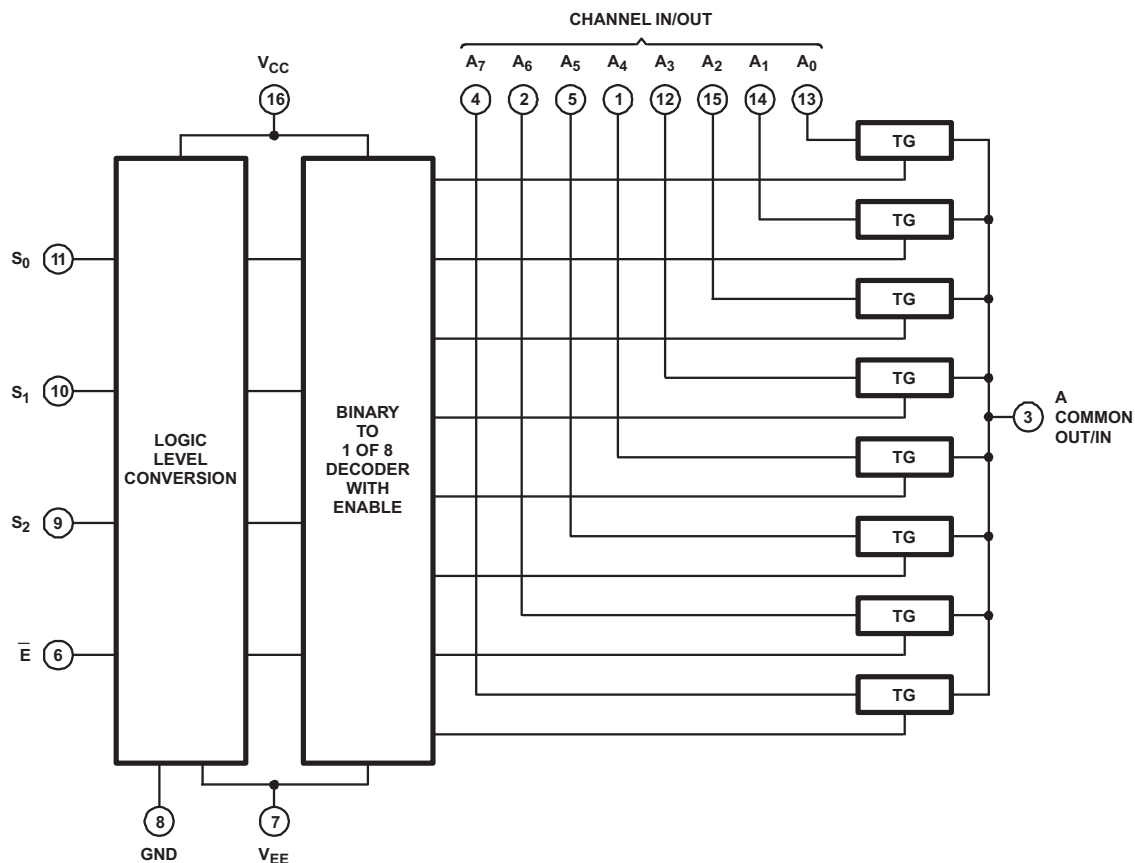 CHANNEL IN/OUT
A7 A6 A5 A4 A3 A2 A1 A0
4 2 5 1 12 15 14 13
VCC
16
TG
TG
TG
TG
TG
TG
TG
TG
S0 11
S1 10
S2 9
E̅ 6
LOGIC
LEVEL
CONVERSION
BINARY
TO
1 OF 8
DECODER
WITH
ENABLE
3
A
COMMON
OUT/IN
8
GND
7
VEE